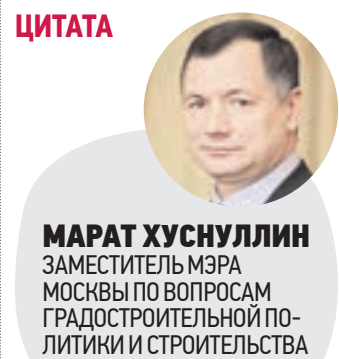 ЦИТАТА
МАРАТ ХУСНУЛЛИН
ЗАМЕСТИТЕЛЬ МЭРА
МОСКВЫ ПО ВОПРОСАМ
ГРАДОСТРОИТЕЛЬНОЙ ПО-
ЛИТИКИ И СТРОИТЕЛЬСТВА